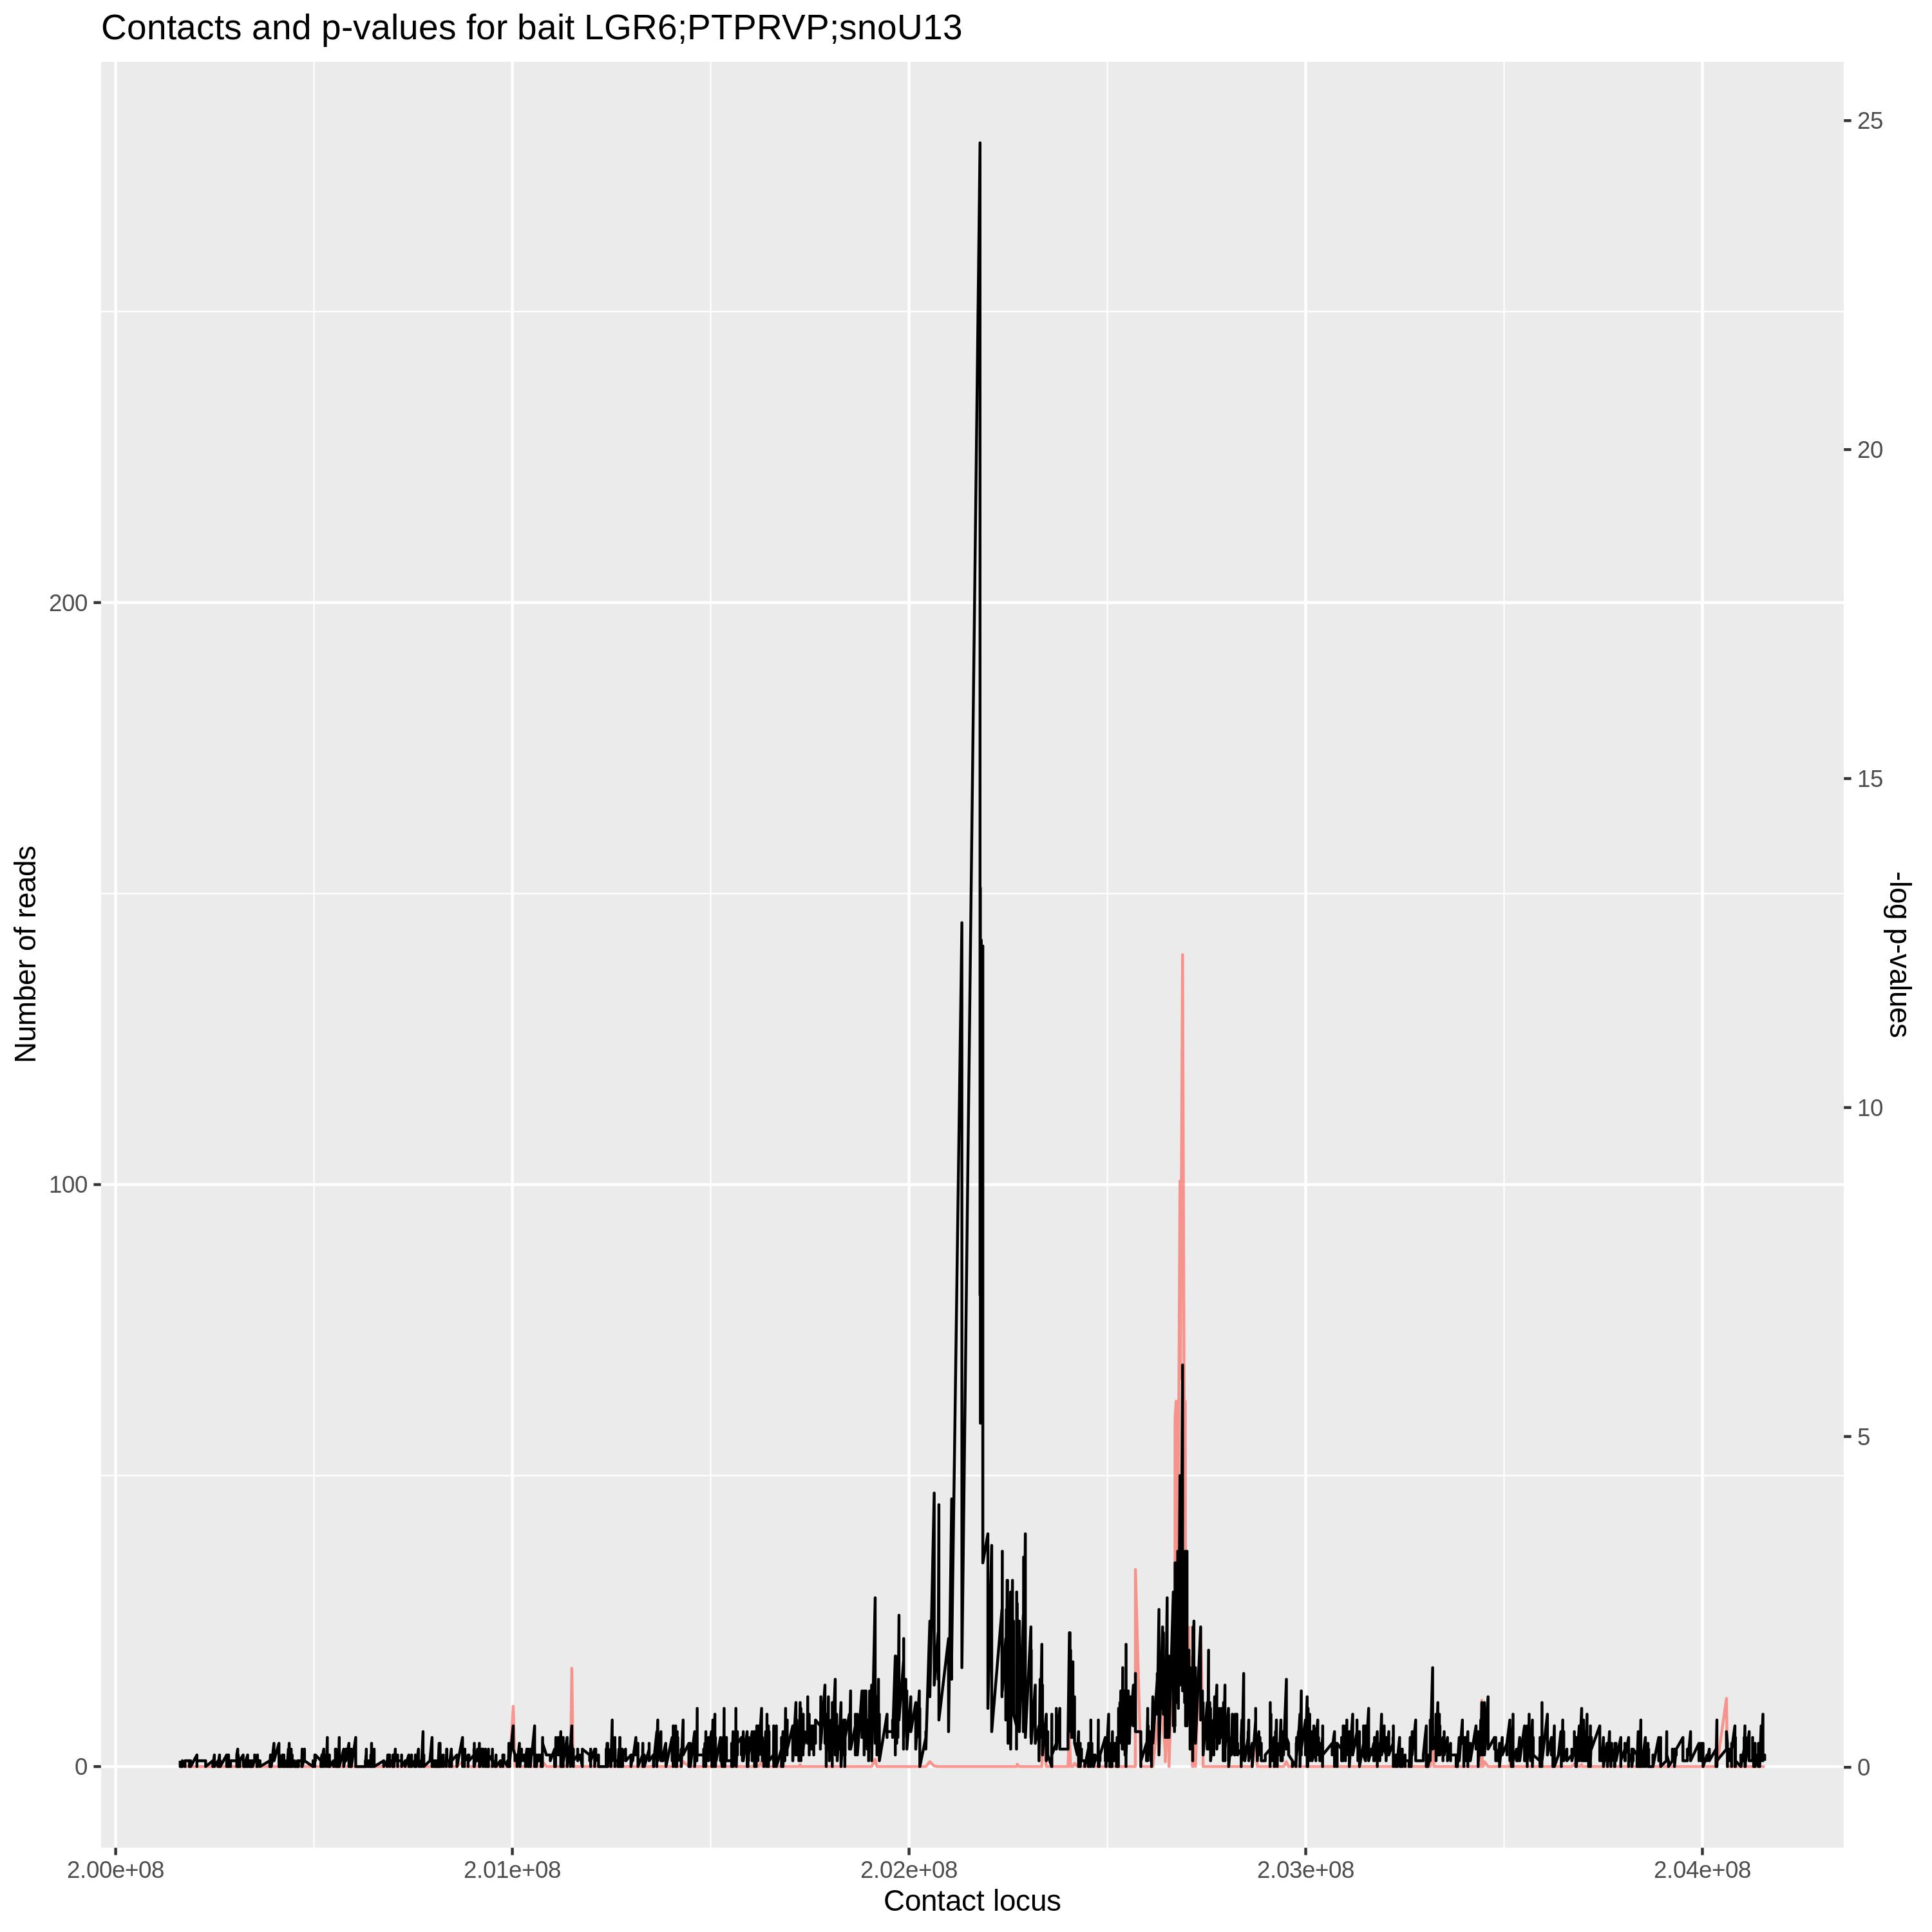 Contacts and p-values for bait LGR6;PTPRVP;snoU13
25
20
15
10
5
0
-log p-values
200
100
0
Number of reads
2.00e+08 2.01e+08 2.02e+08 2.03e+08 2.04e+08
Contact locus